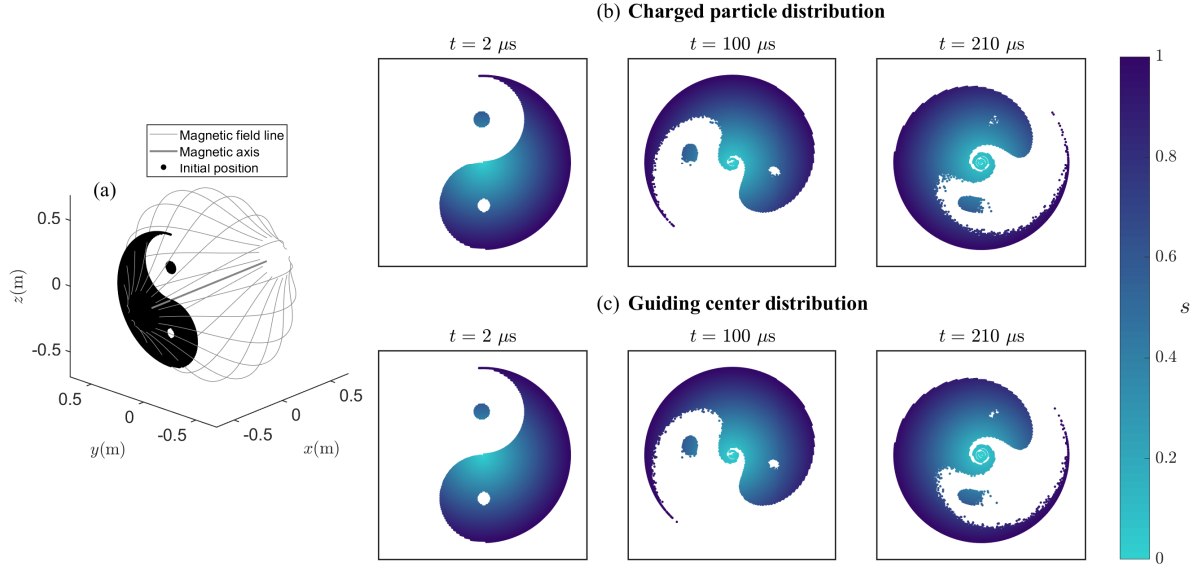 (b) Charged particle distribution
t = 2 μs
t = 100 μs
t = 210 μs
Magnetic field line
Magnetic axis
Initial position
(a)
0.5
0
-0.5
z(m)
0.5
0
-0.5
y(m)
-0.5
0
0.5
x(m)
(c) Guiding center distribution
t = 2 μs
t = 100 μs
t = 210 μs
1
0.8
0.6
s
0.4
0.2
0